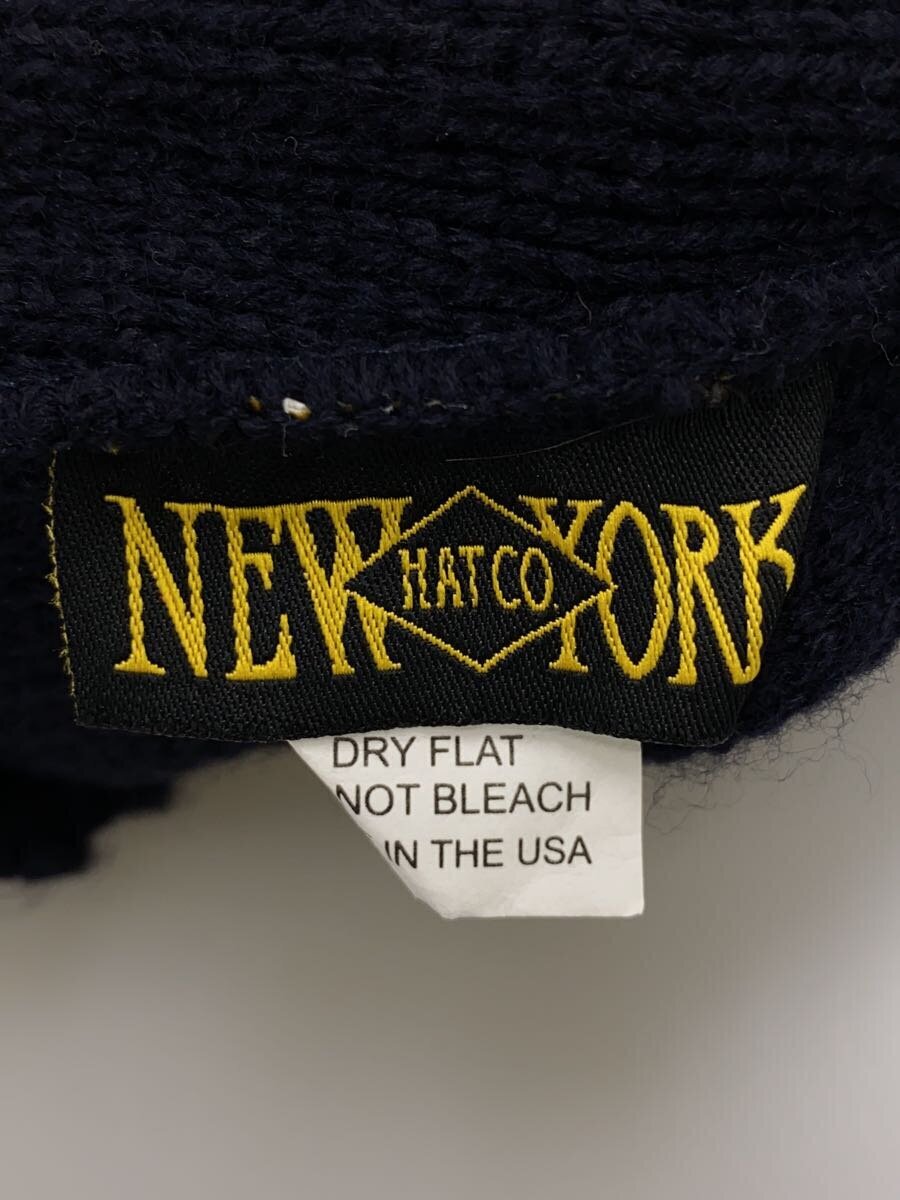 NEW YORK
HAT CO.
DRY FLAT
NOT BLEACH
IN THE USA